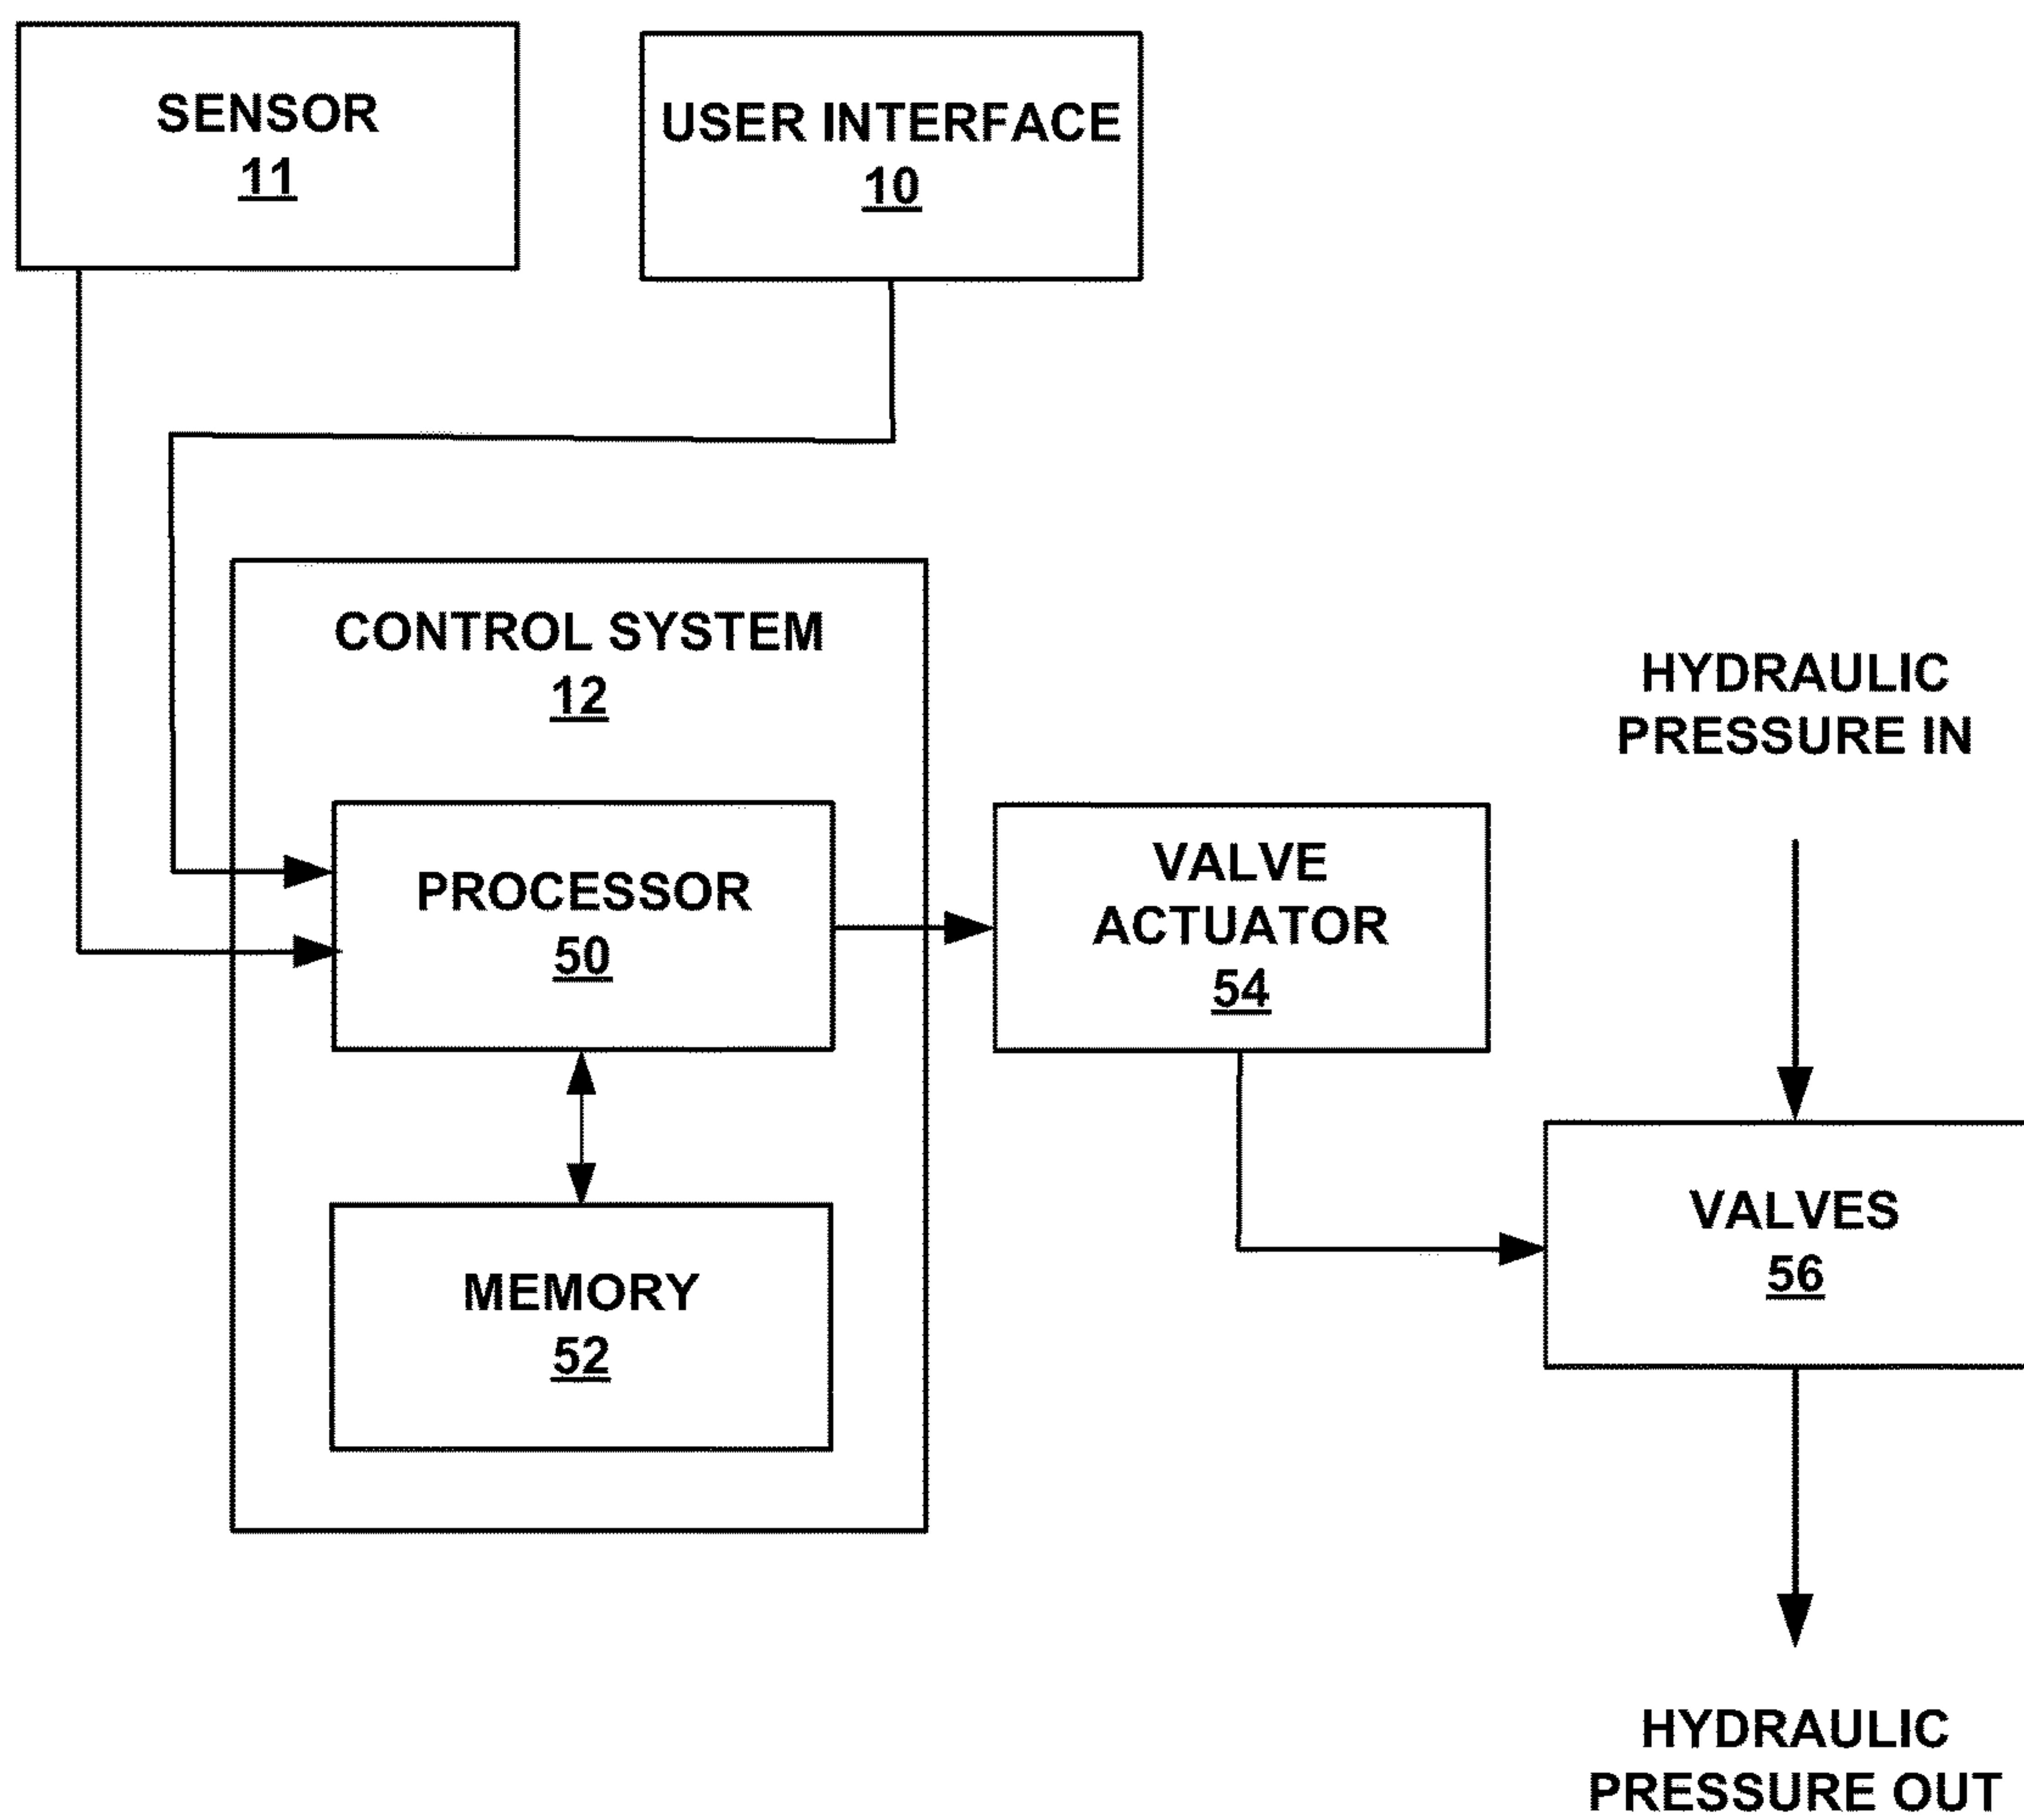 SENSOR
11
USER INTERFACE
10
CONTROL SYSTEM
12
PROCESSOR
50
MEMORY
52
VALVE
ACTUATOR
54
HYDRAULIC
PRESSURE IN
VALVES
56
HYDRAULIC
PRESSURE OUT